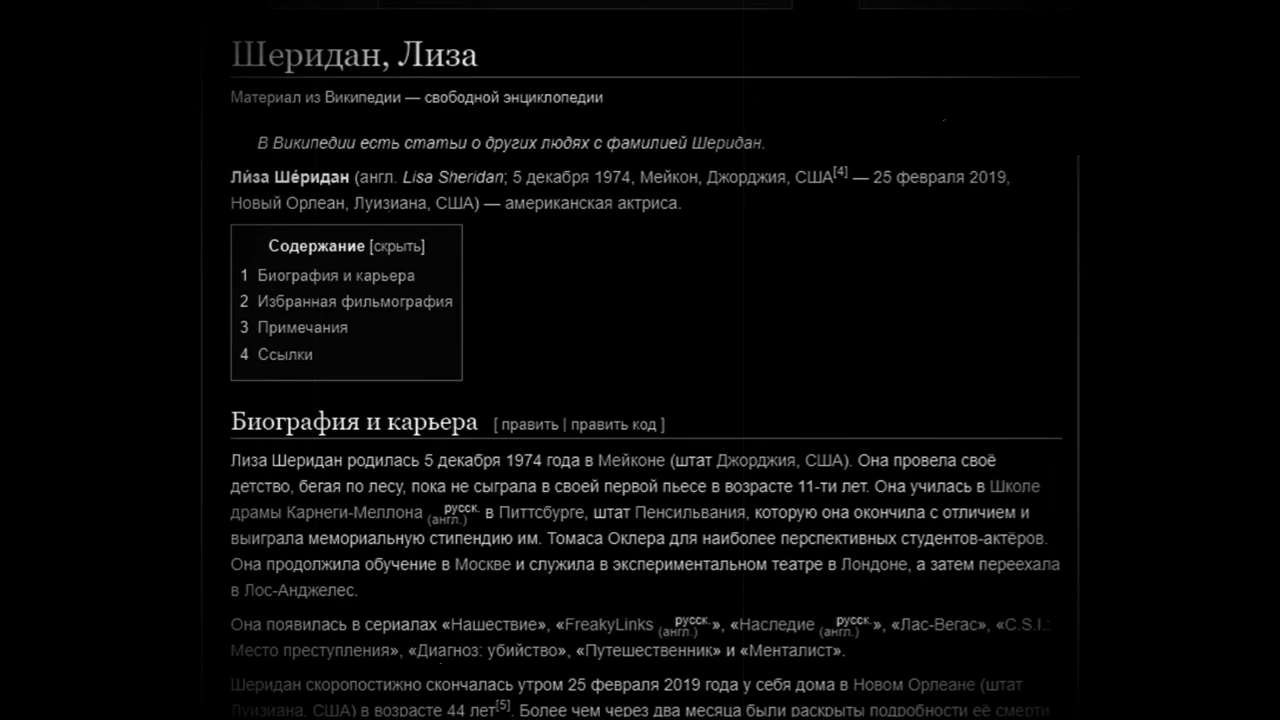 Шеридан, Лиза
Материал из Википедии — свободной энциклопедии
В Википедии есть статьи о других людях с фамилией Шеридан.
Ли́за Ше́ридан (англ. Lisa Sheridan; 5 декабря 1974, Мейкон, Джорджия, США[4] — 25 февраля 2019,
Новый Орлеан, Луизиана, США) — американская актриса.
Содержание [скрыть]
1 Биография и карьера
2 Избранная фильмография
3 Примечания
4 Ссылки
Биография и карьера [ править | править код ]
Лиза Шеридан родилась 5 декабря 1974 года в Мейконе (штат Джорджия, США). Она провела своё
детство, бегая по лесу, пока не сыграла в своей первой пьесе в возрасте 11-ти лет. Она училась в Школе
драмы Карнеги-Меллона русск. (англ.) в Питтсбурге, штат Пенсильвания, которую она окончила с отличием и
выиграла мемориальную стипендию им. Томаса Оклера для наиболее перспективных студентов-актёров.
Она продолжила обучение в Москве и служила в экспериментальном театре в Лондоне, а затем переехала
в Лос-Анджелес.
Она появилась в сериалах «Нашествие», «FreakyLinks русск. (англ.)», «Наследие русск. (англ.)», «Лас-Вегас», «C.S.I.:
Место преступления», «Диагноз: убийство», «Путешественник» и «Менталист».
Шеридан скоропостижно скончалась утром 25 февраля 2019 года у себя дома в Новом Орлеане (штат
Луизиана, США) в возрасте 44 лет[5]. Более чем через два месяца были раскрыты подробности её смерти